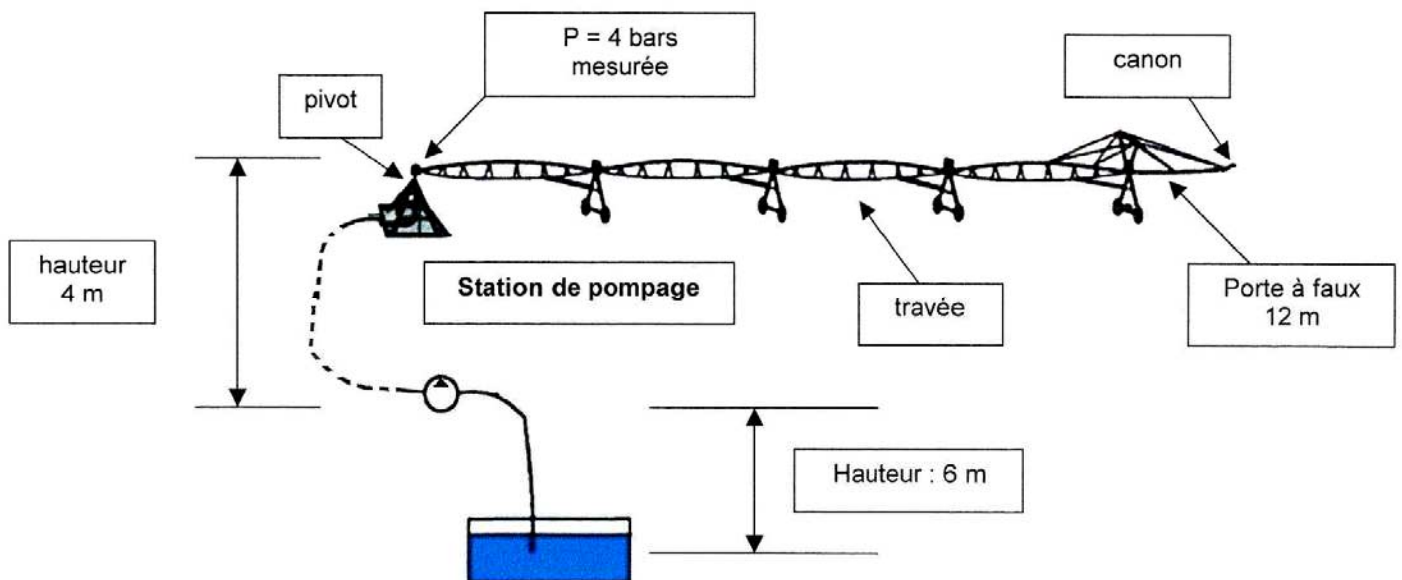 P = 4 bars
mesurée
canon
pivot
hauteur
4 m
Station de pompage
travée
Porte à faux
12 m
Hauteur : 6 m